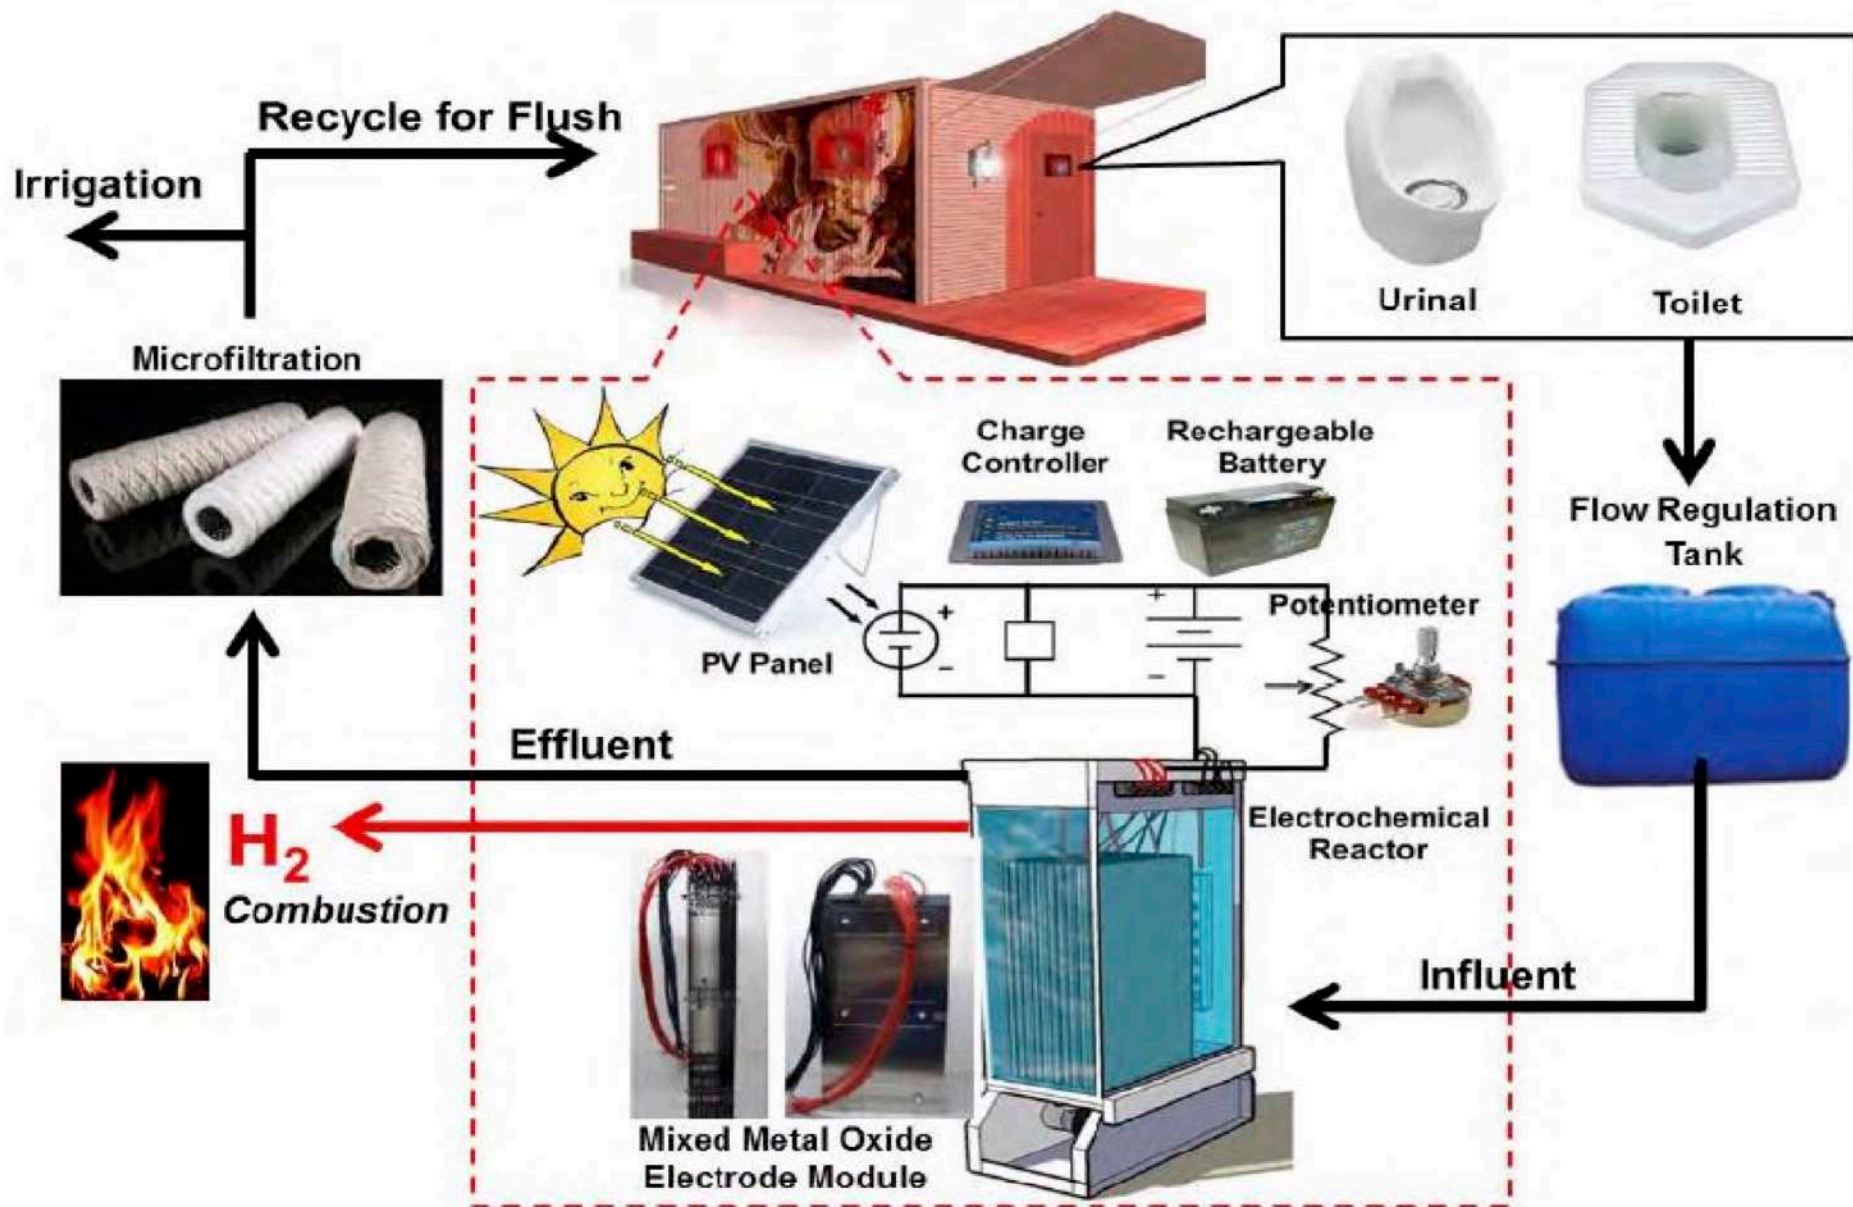 Recycle for Flush
Irrigation
Urinal
Toilet
Microfiltration
Charge
Controller
Rechargeable
Battery
Flow Regulation
Tank
+
+
Potentiometer
PV Panel
−
−
Effluent
Electrochemical
Reactor
H₂
Combustion
Influent
Mixed Metal Oxide
Electrode Module